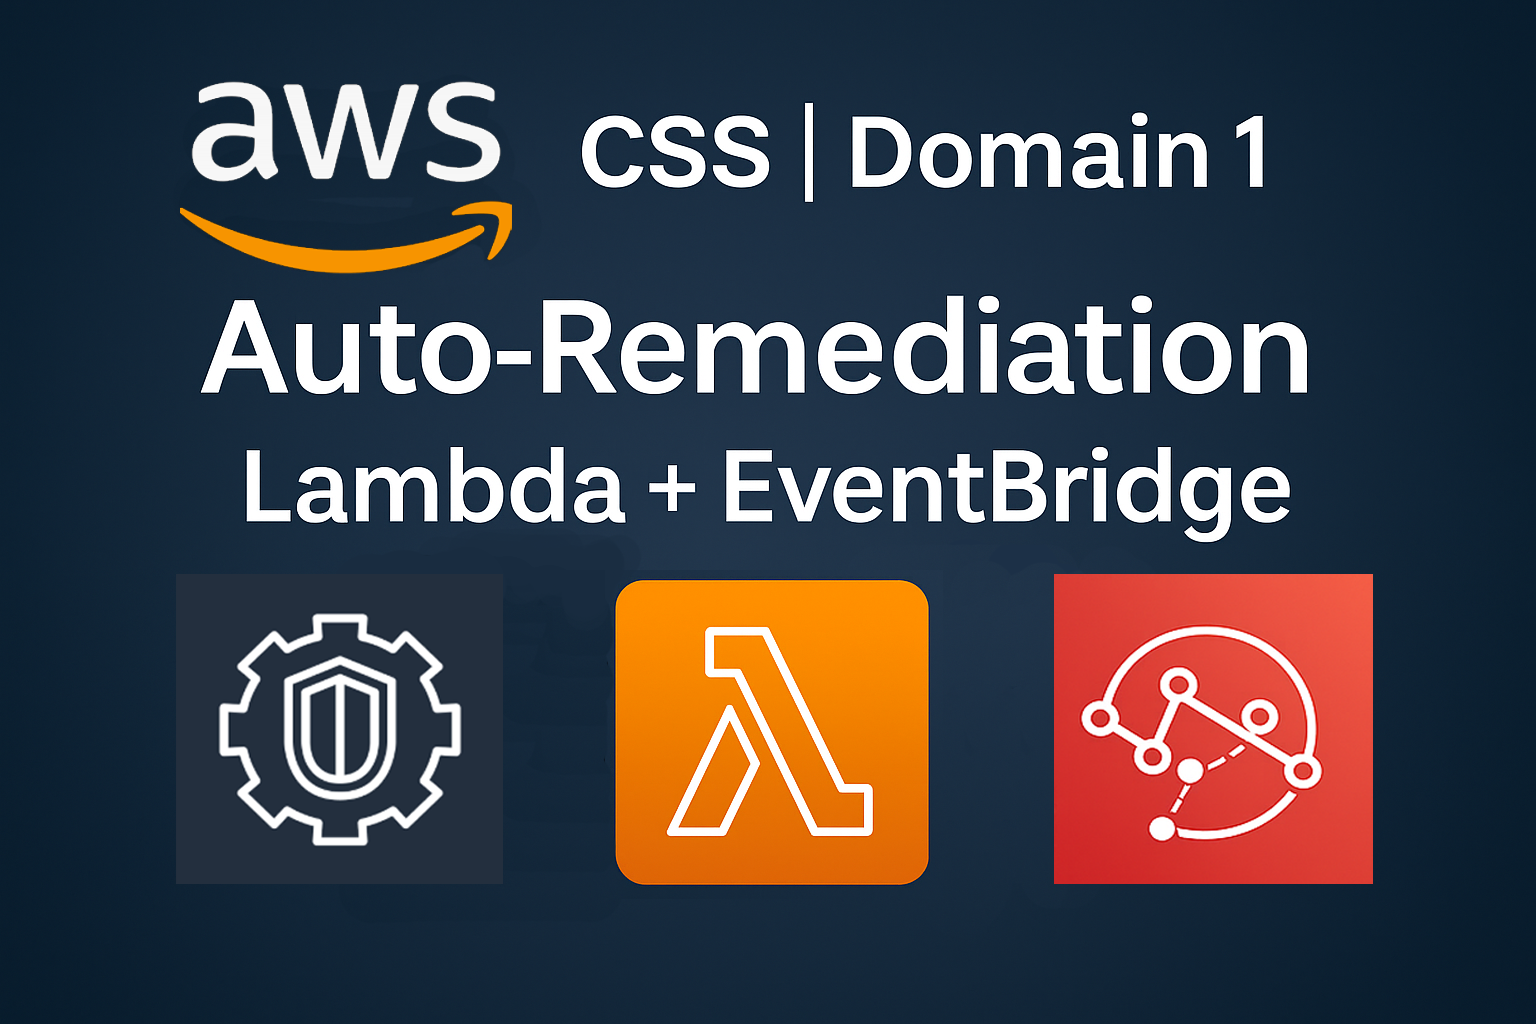 aws
CSS | Domain 1
Auto-Remediation
Lambda + EventBridge